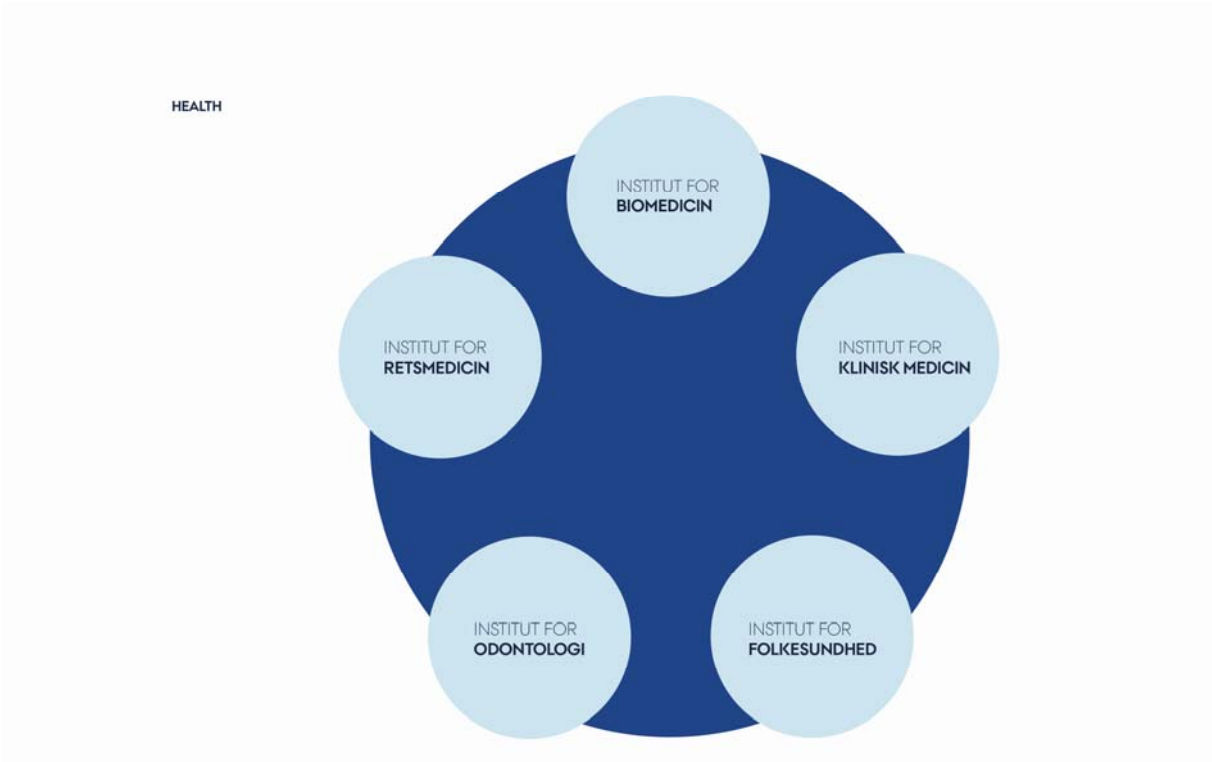 HEALTH
INSTITUT FOR
BIOMEDICIN
INSTITUT FOR
RETSMEDICIN
INSTITUT FOR
KLINISK MEDICIN
INSTITUT FOR
ODONTOLOGI
INSTITUT FOR
FOLKESUNDHED